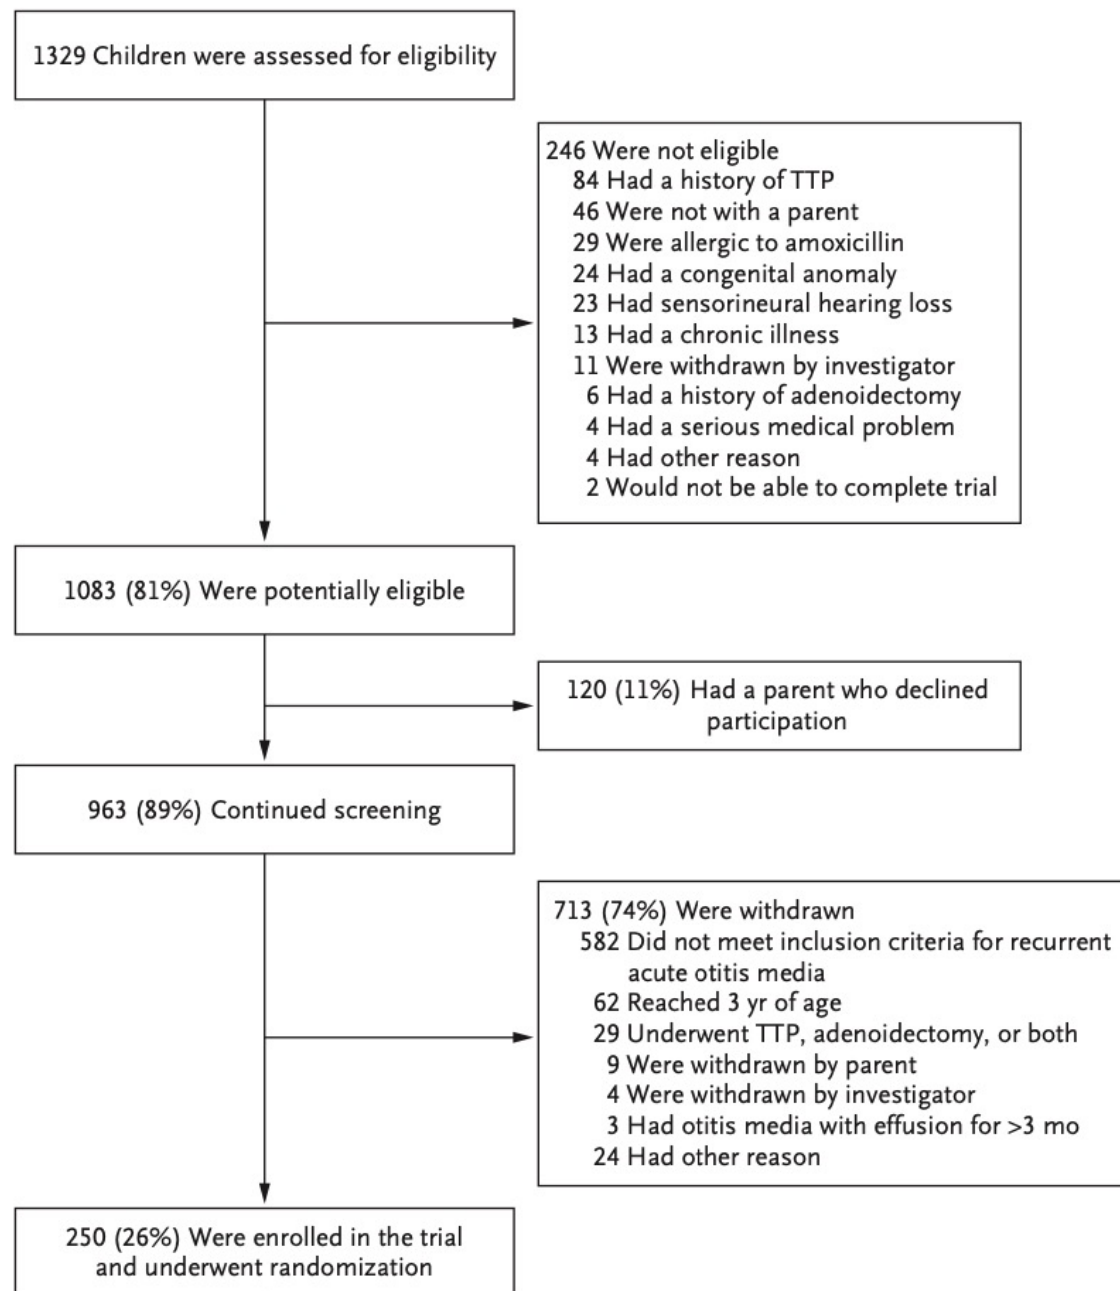 1329 Children were assessed for eligibility
246 Were not eligible
84 Had a history of TTP
46 Were not with a parent
29 Were allergic to amoxicillin
24 Had a congenital anomaly
23 Had sensorineural hearing loss
13 Had a chronic illness
11 Were withdrawn by investigator
6 Had a history of adenoidectomy
4 Had a serious medical problem
4 Had other reason
2 Would not be able to complete trial
1083 (81%) Were potentially eligible
120 (11%) Had a parent who declined
participation
963 (89%) Continued screening
713 (74%) Were withdrawn
582 Did not meet inclusion criteria for recurrent
acute otitis media
62 Reached 3 yr of age
29 Underwent TTP, adenoidectomy, or both
9 Were withdrawn by parent
4 Were withdrawn by investigator
3 Had otitis media with effusion for >3 mo
24 Had other reason
250 (26%) Were enrolled in the trial
and underwent randomization